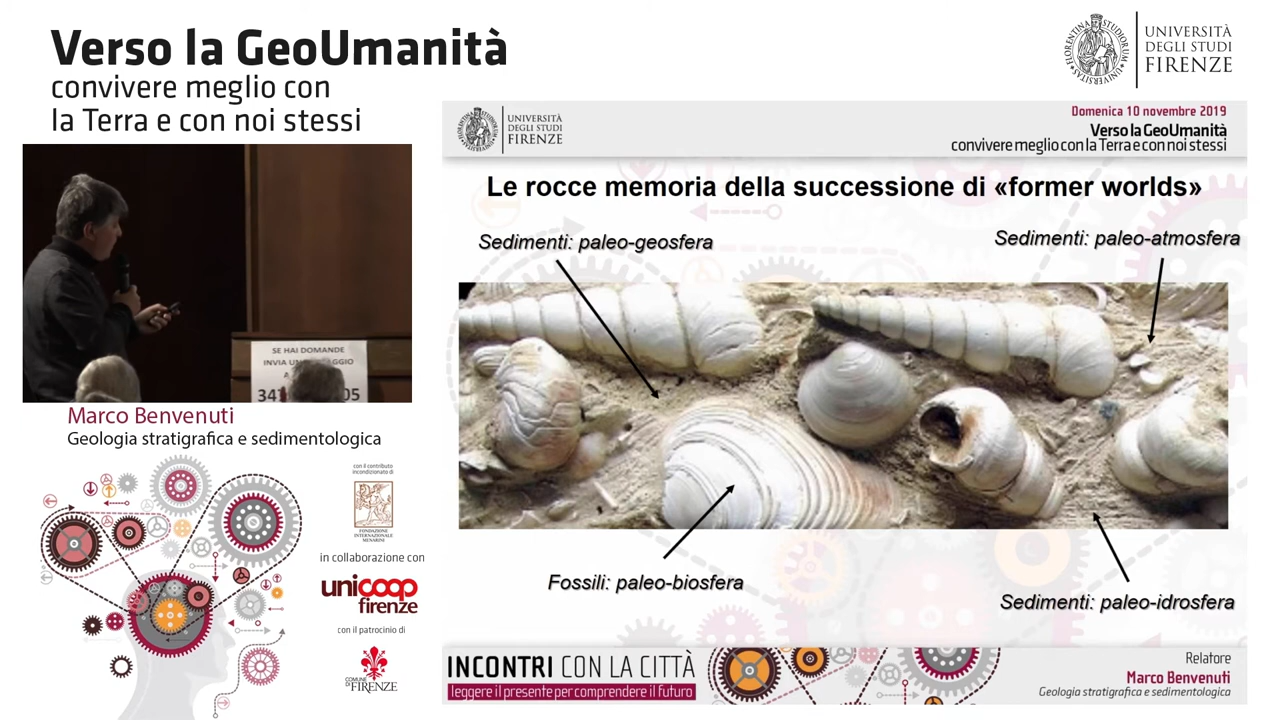 Verso la GeoUmanità
convivere meglio con
la Terra e con noi stessi
UNIVERSITÀ
DEGLI STUDI
FIRENZE
UNIVERSITÀ
DEGLI STUDI
FIRENZE
Domenica 10 novembre 2019
Verso la GeoUmanità
convivere meglio con la Terra e con noi stessi
Le rocce memoria della successione di «former worlds»
Sedimenti: paleo-geosfera
Sedimenti: paleo-atmosfera
Fossili: paleo-biosfera
Sedimenti: paleo-idrosfera
SE HAI DOMANDE
Marco Benvenuti
Geologia stratigrafica e sedimentologica
con il contributo
incondizionato di
FONDAZIONE
INTERNAZIONALE
MENARINI
in collaborazione con
unicoop
firenze
con il patrocinio di
COMUNE
DI FIRENZE
INCONTRI CON LA CITTÀ
leggere il presente per comprendere il futuro
Relatore
Marco Benvenuti
Geologia stratigrafica e sedimentologica